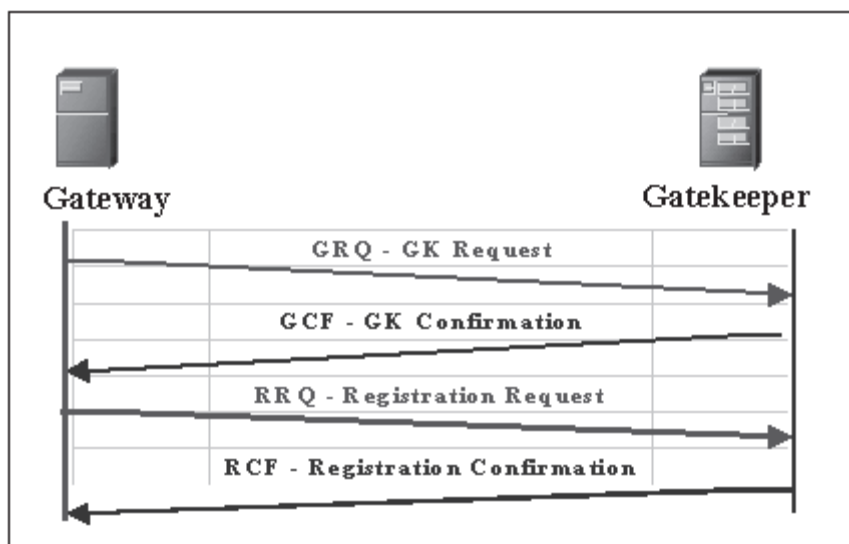 Gateway
Gatekeeper
GRQ - GK Request
GCF - GK Confirmation
RRQ - Registration Request
RCF - Registration Confirmation